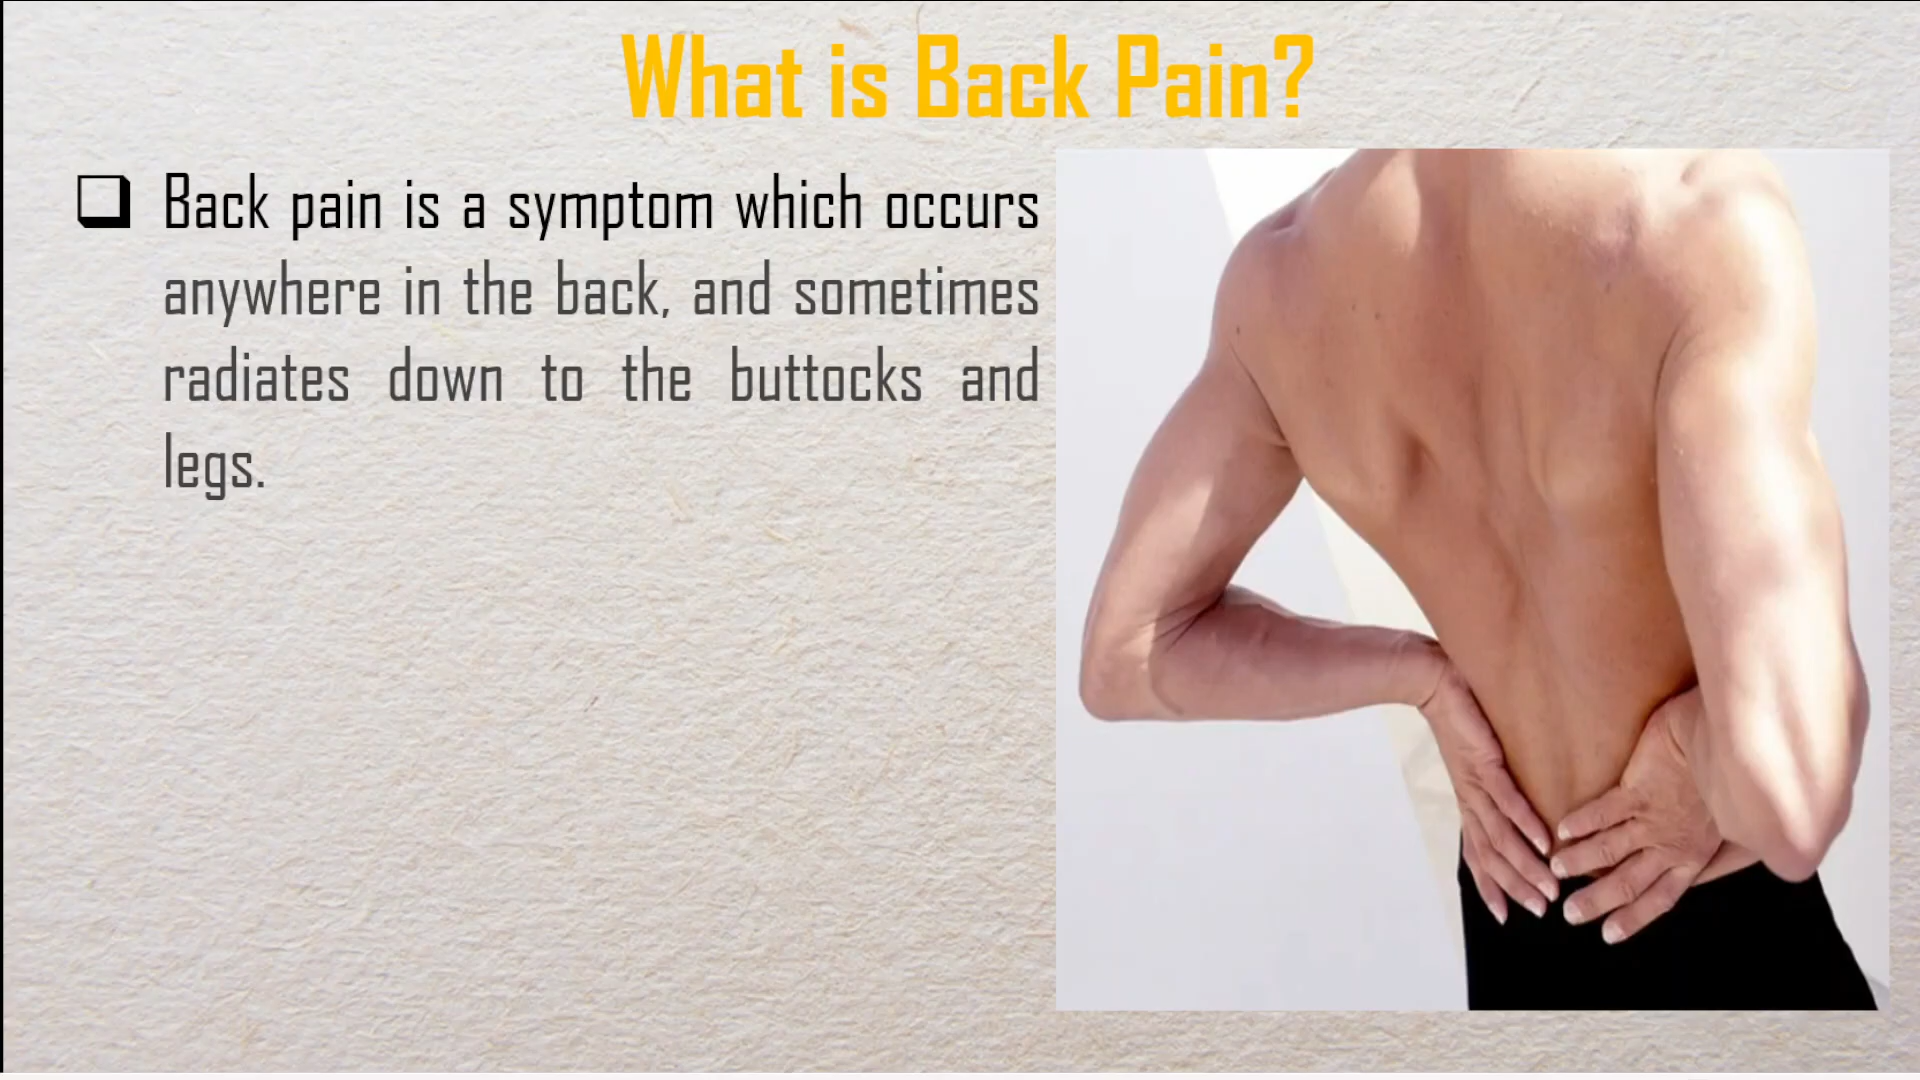 What is Back Pain?
Back pain is a symptom which occurs
anywhere in the back, and sometimes
radiates down to the buttocks and
legs.